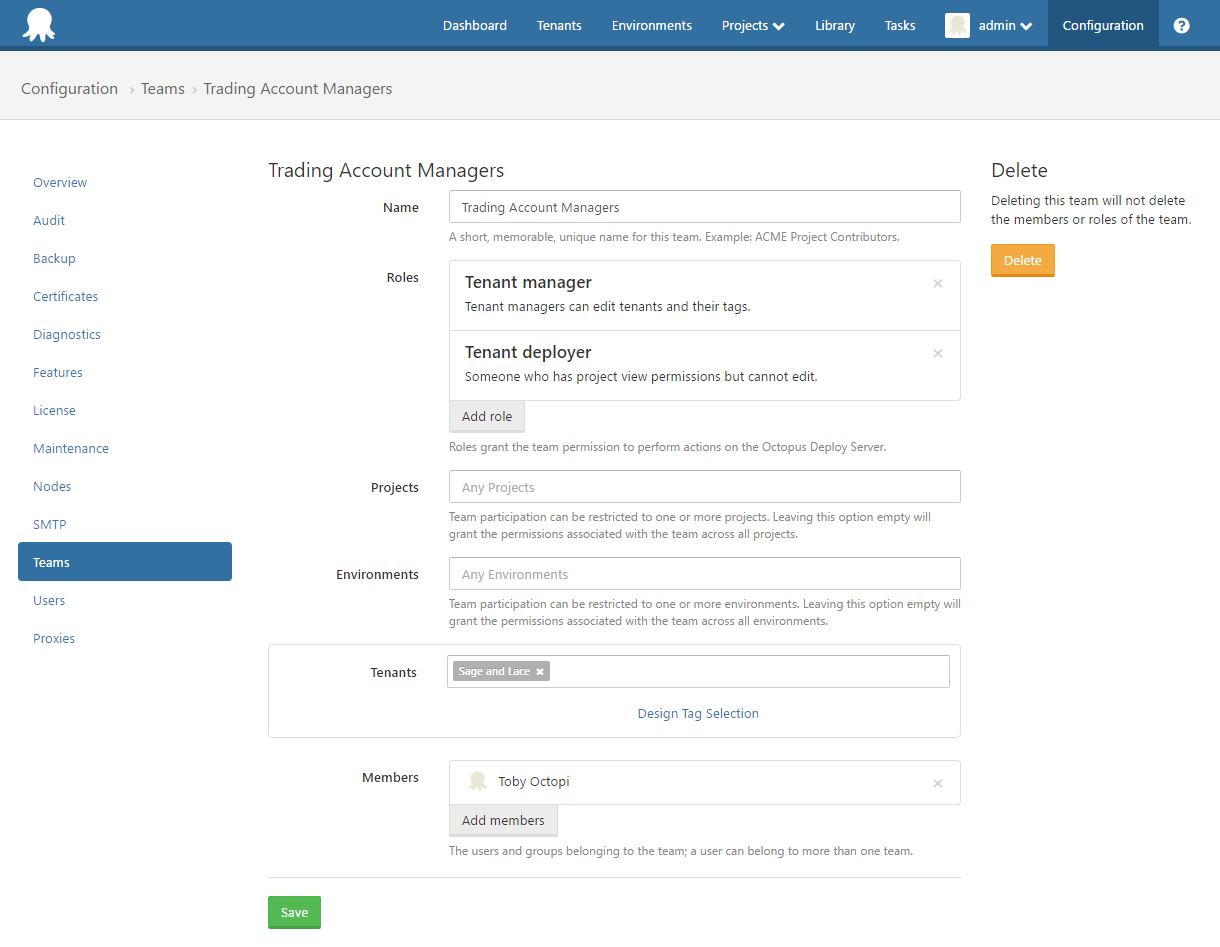 Dashboard Tenants Environments Projects Library Tasks admin Configuration ?
Configuration › Teams › Trading Account Managers
Overview
Audit
Backup
Certificates
Diagnostics
Features
License
Maintenance
Nodes
SMTP
Teams
Users
Proxies
Trading Account Managers
Name Trading Account Managers
A short, memorable, unique name for this team. Example: ACME Project Contributors.
Roles
Tenant manager ×
Tenant managers can edit tenants and their tags.
Tenant deployer ×
Someone who has project view permissions but cannot edit.
Add role
Roles grant the team permission to perform actions on the Octopus Deploy Server.
Projects Any Projects
Team participation can be restricted to one or more projects. Leaving this option empty will
grant the permissions associated with the team across all projects.
Environments Any Environments
Team participation can be restricted to one or more environments. Leaving this option empty will
grant the permissions associated with the team across all environments.
Tenants Sage and Lace ×
Design Tag Selection
Members Toby Octopi ×
Add members
The users and groups belonging to the team; a user can belong to more than one team.
Save
Delete
Deleting this team will not delete
the members or roles of the team.
Delete